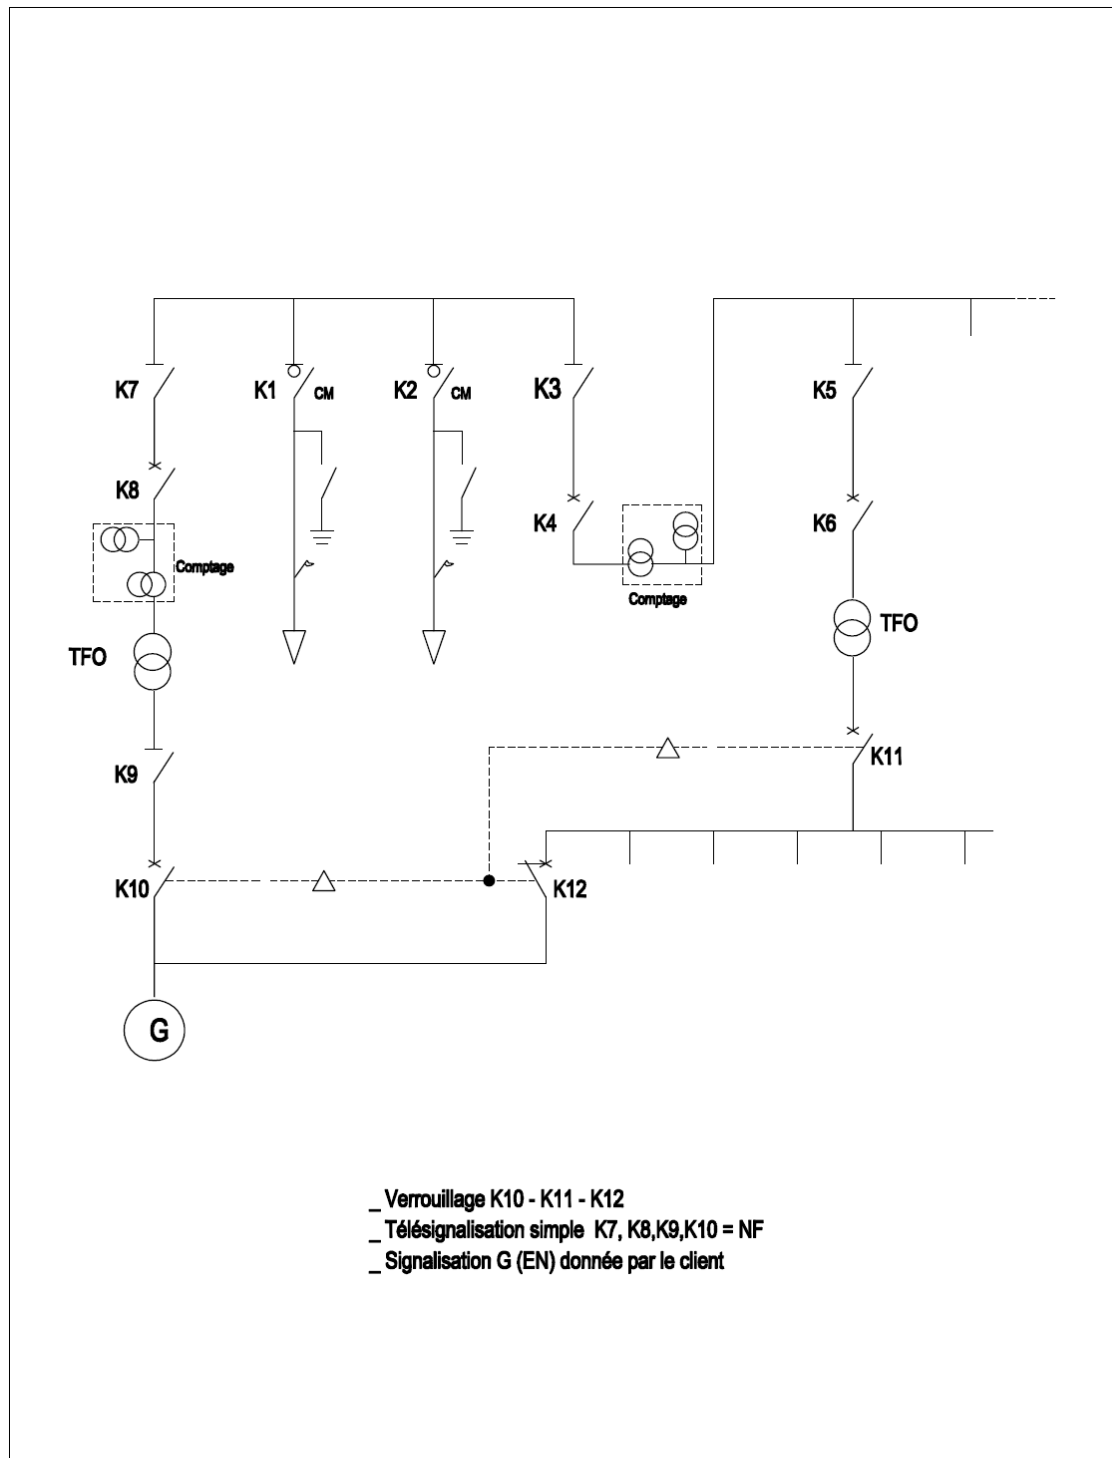 K7
K1
CM
K2
CM
K3
K5
K8
K4
K6
Comptage
Comptage
TFO
TFO
K9
K11
K10
K12
G
_ Verrouillage K10 - K11 - K12
_ Télésignalisation simple K7, K8,K9,K10 = NF
_ Signalisation G (EN) donnée par le client